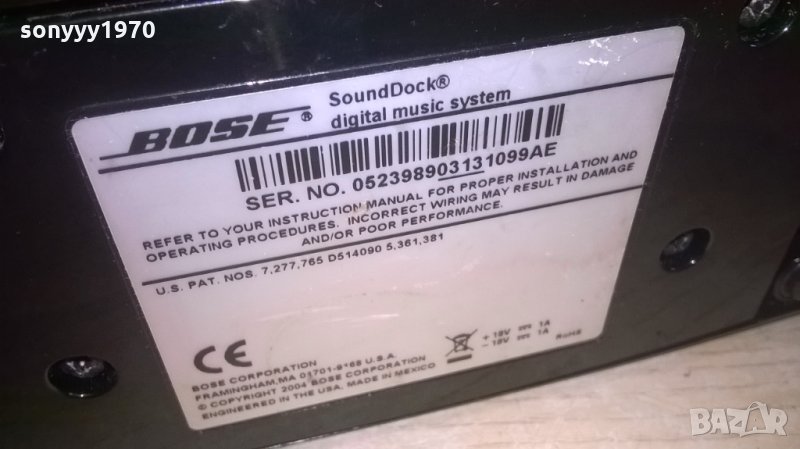 sonyyy1970
BOSE®
SoundDock®
digital music system
SER. NO. 052398903131099AE
REFER TO YOUR INSTRUCTION MANUAL FOR PROPER INSTALLATION AND
OPERATING PROCEDURES. INCORRECT WIRING MAY RESULT IN DAMAGE
AND/OR POOR PERFORMANCE.
U.S. PAT. NOS. 7,277,765 D514090 5,361,381
CE
+ 18V ⎓ 1A
- 18V ⎓ 1A
RoHS
BOSE CORPORATION
FRAMINGHAM, MA 01701-9168 U.S.A.
© COPYRIGHT 2004 BOSE CORPORATION
ENGINEERED IN THE USA. MADE IN MEXICO
BAZAR